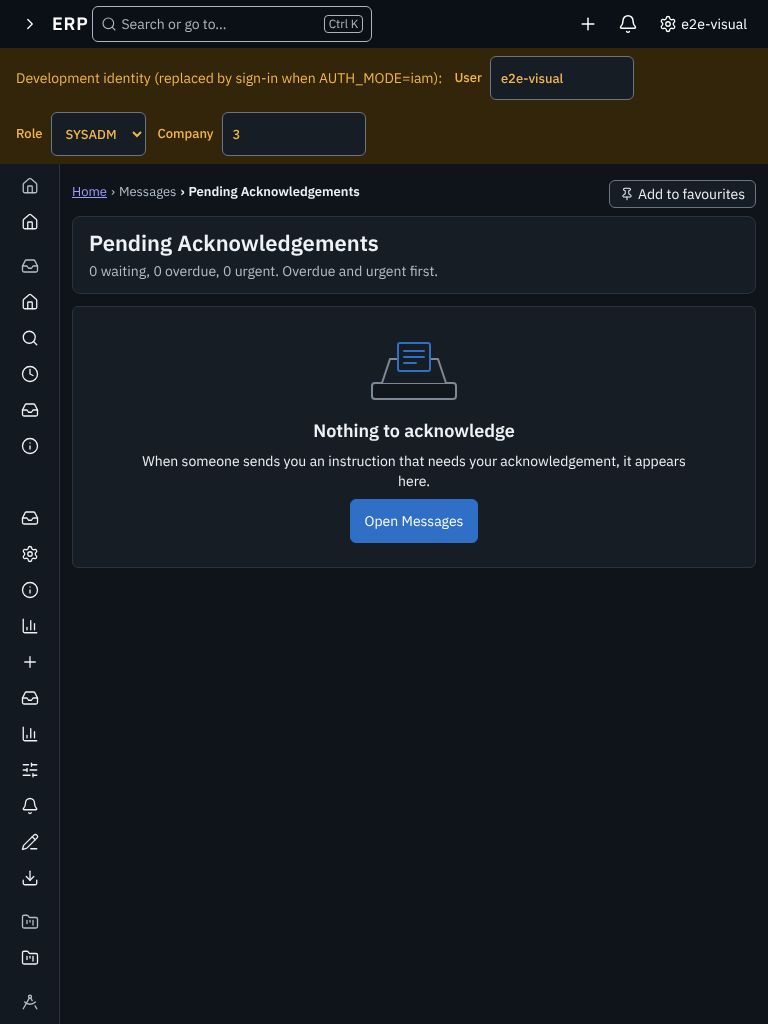 ERP
Search or go to...
Ctrl K
e2e-visual
Development identity (replaced by sign-in when AUTH_MODE=iam):
User
e2e-visual
Role
SYSADM
Company
3
Home › Messages › Pending Acknowledgements
Add to favourites
Pending Acknowledgements
0 waiting, 0 overdue, 0 urgent. Overdue and urgent first.
Nothing to acknowledge
When someone sends you an instruction that needs your acknowledgement, it appears
here.
Open Messages